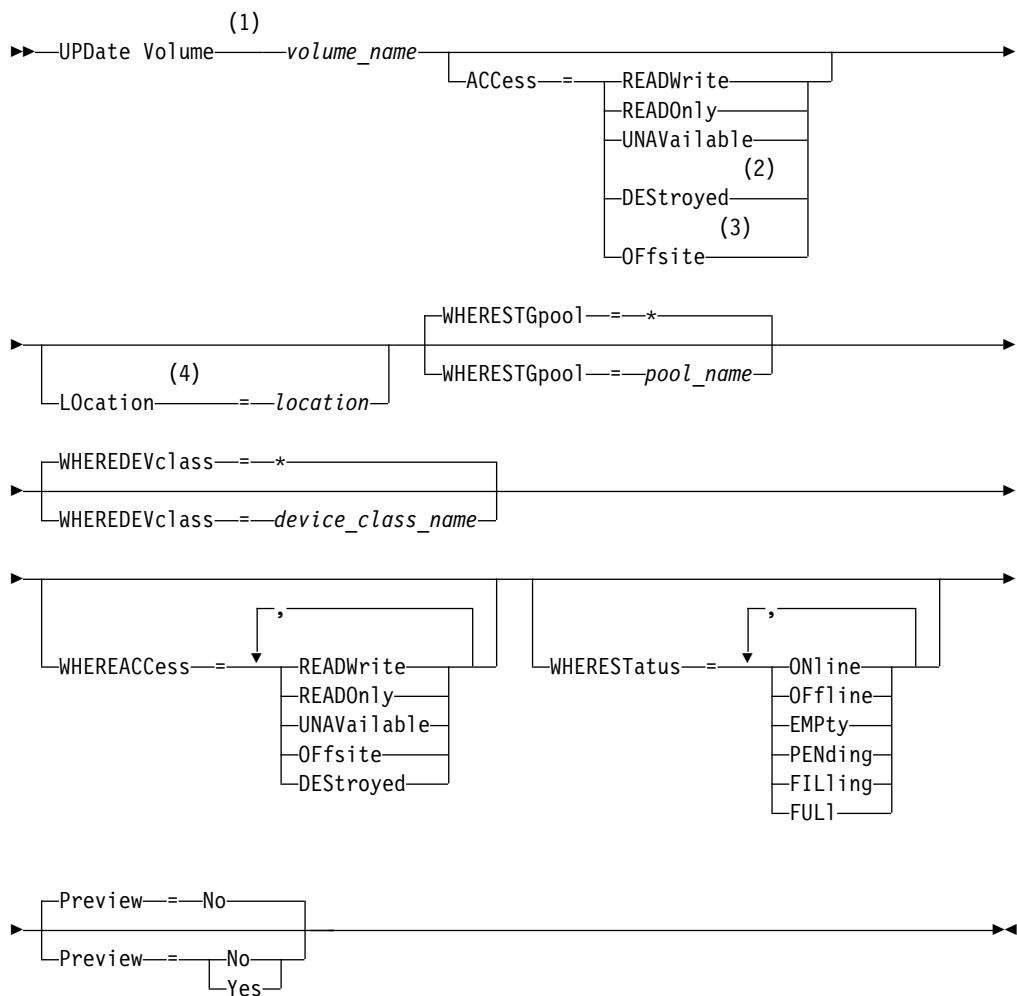 (1)
UPDate Volume volume_name
ACCess = READWrite
READOnly
UNAVailable
(2)
DEStroyed
(3)
OFfsite
WHERESTGpool = *
(4)
WHERESTGpool = pool_name
LOcation = location
WHEREDEVclass = *
WHEREDEVclass = device_class_name
, ,
WHEREACCess = READWrite WHERESTatus = ONline
READOnly OFfline
UNAVailable EMPty
OFfsite PENding
DEStroyed FILling
FULl
Preview = No
Preview = No
Yes